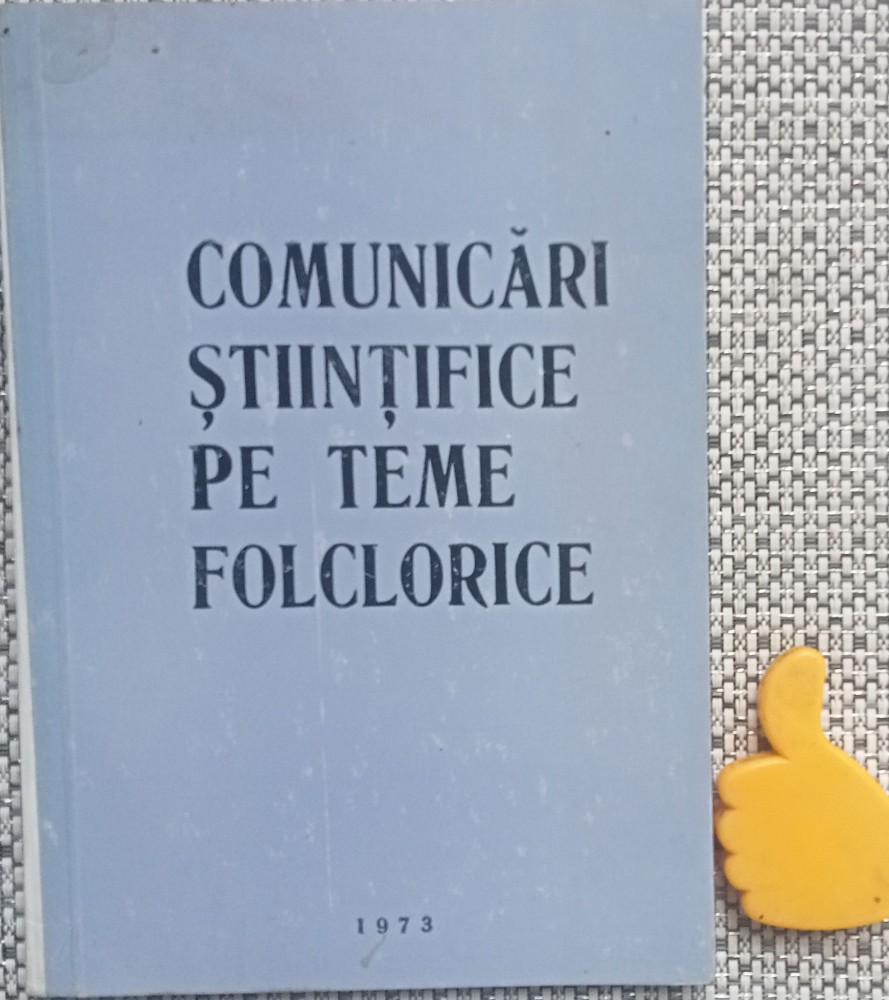 COMUNICĂRI
ȘTIINȚIFICE
PE TEME
FOLCLORICE
1973